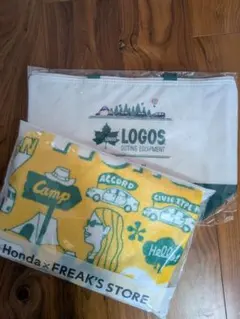 LOGOS
OUTING EQUIPMENT
ACCORD
Camp
CIVIC TYPE
Hello
Honda x FREAK'S STORE